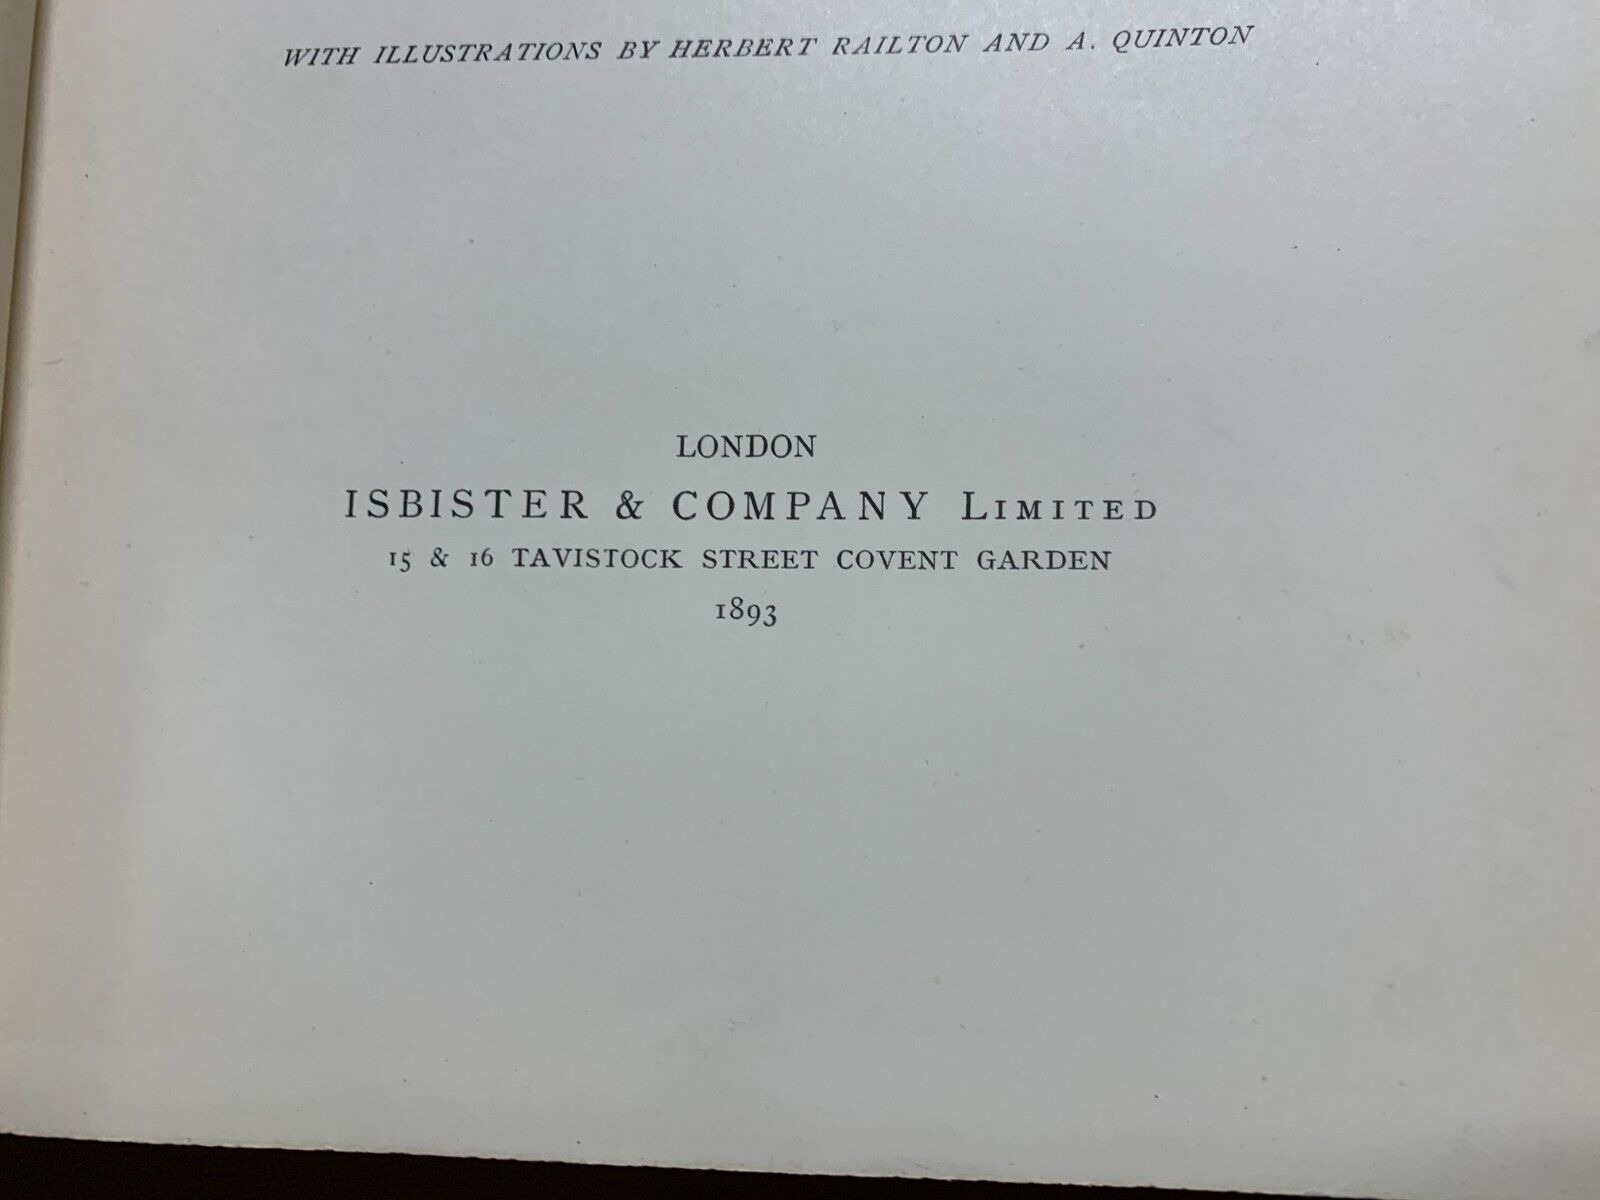 WITH ILLUSTRATIONS BY HERBERT RAILTON AND A. QUINTON
LONDON
ISBISTER & COMPANY LIMITED
15 & 16 TAVISTOCK STREET COVENT GARDEN
1893